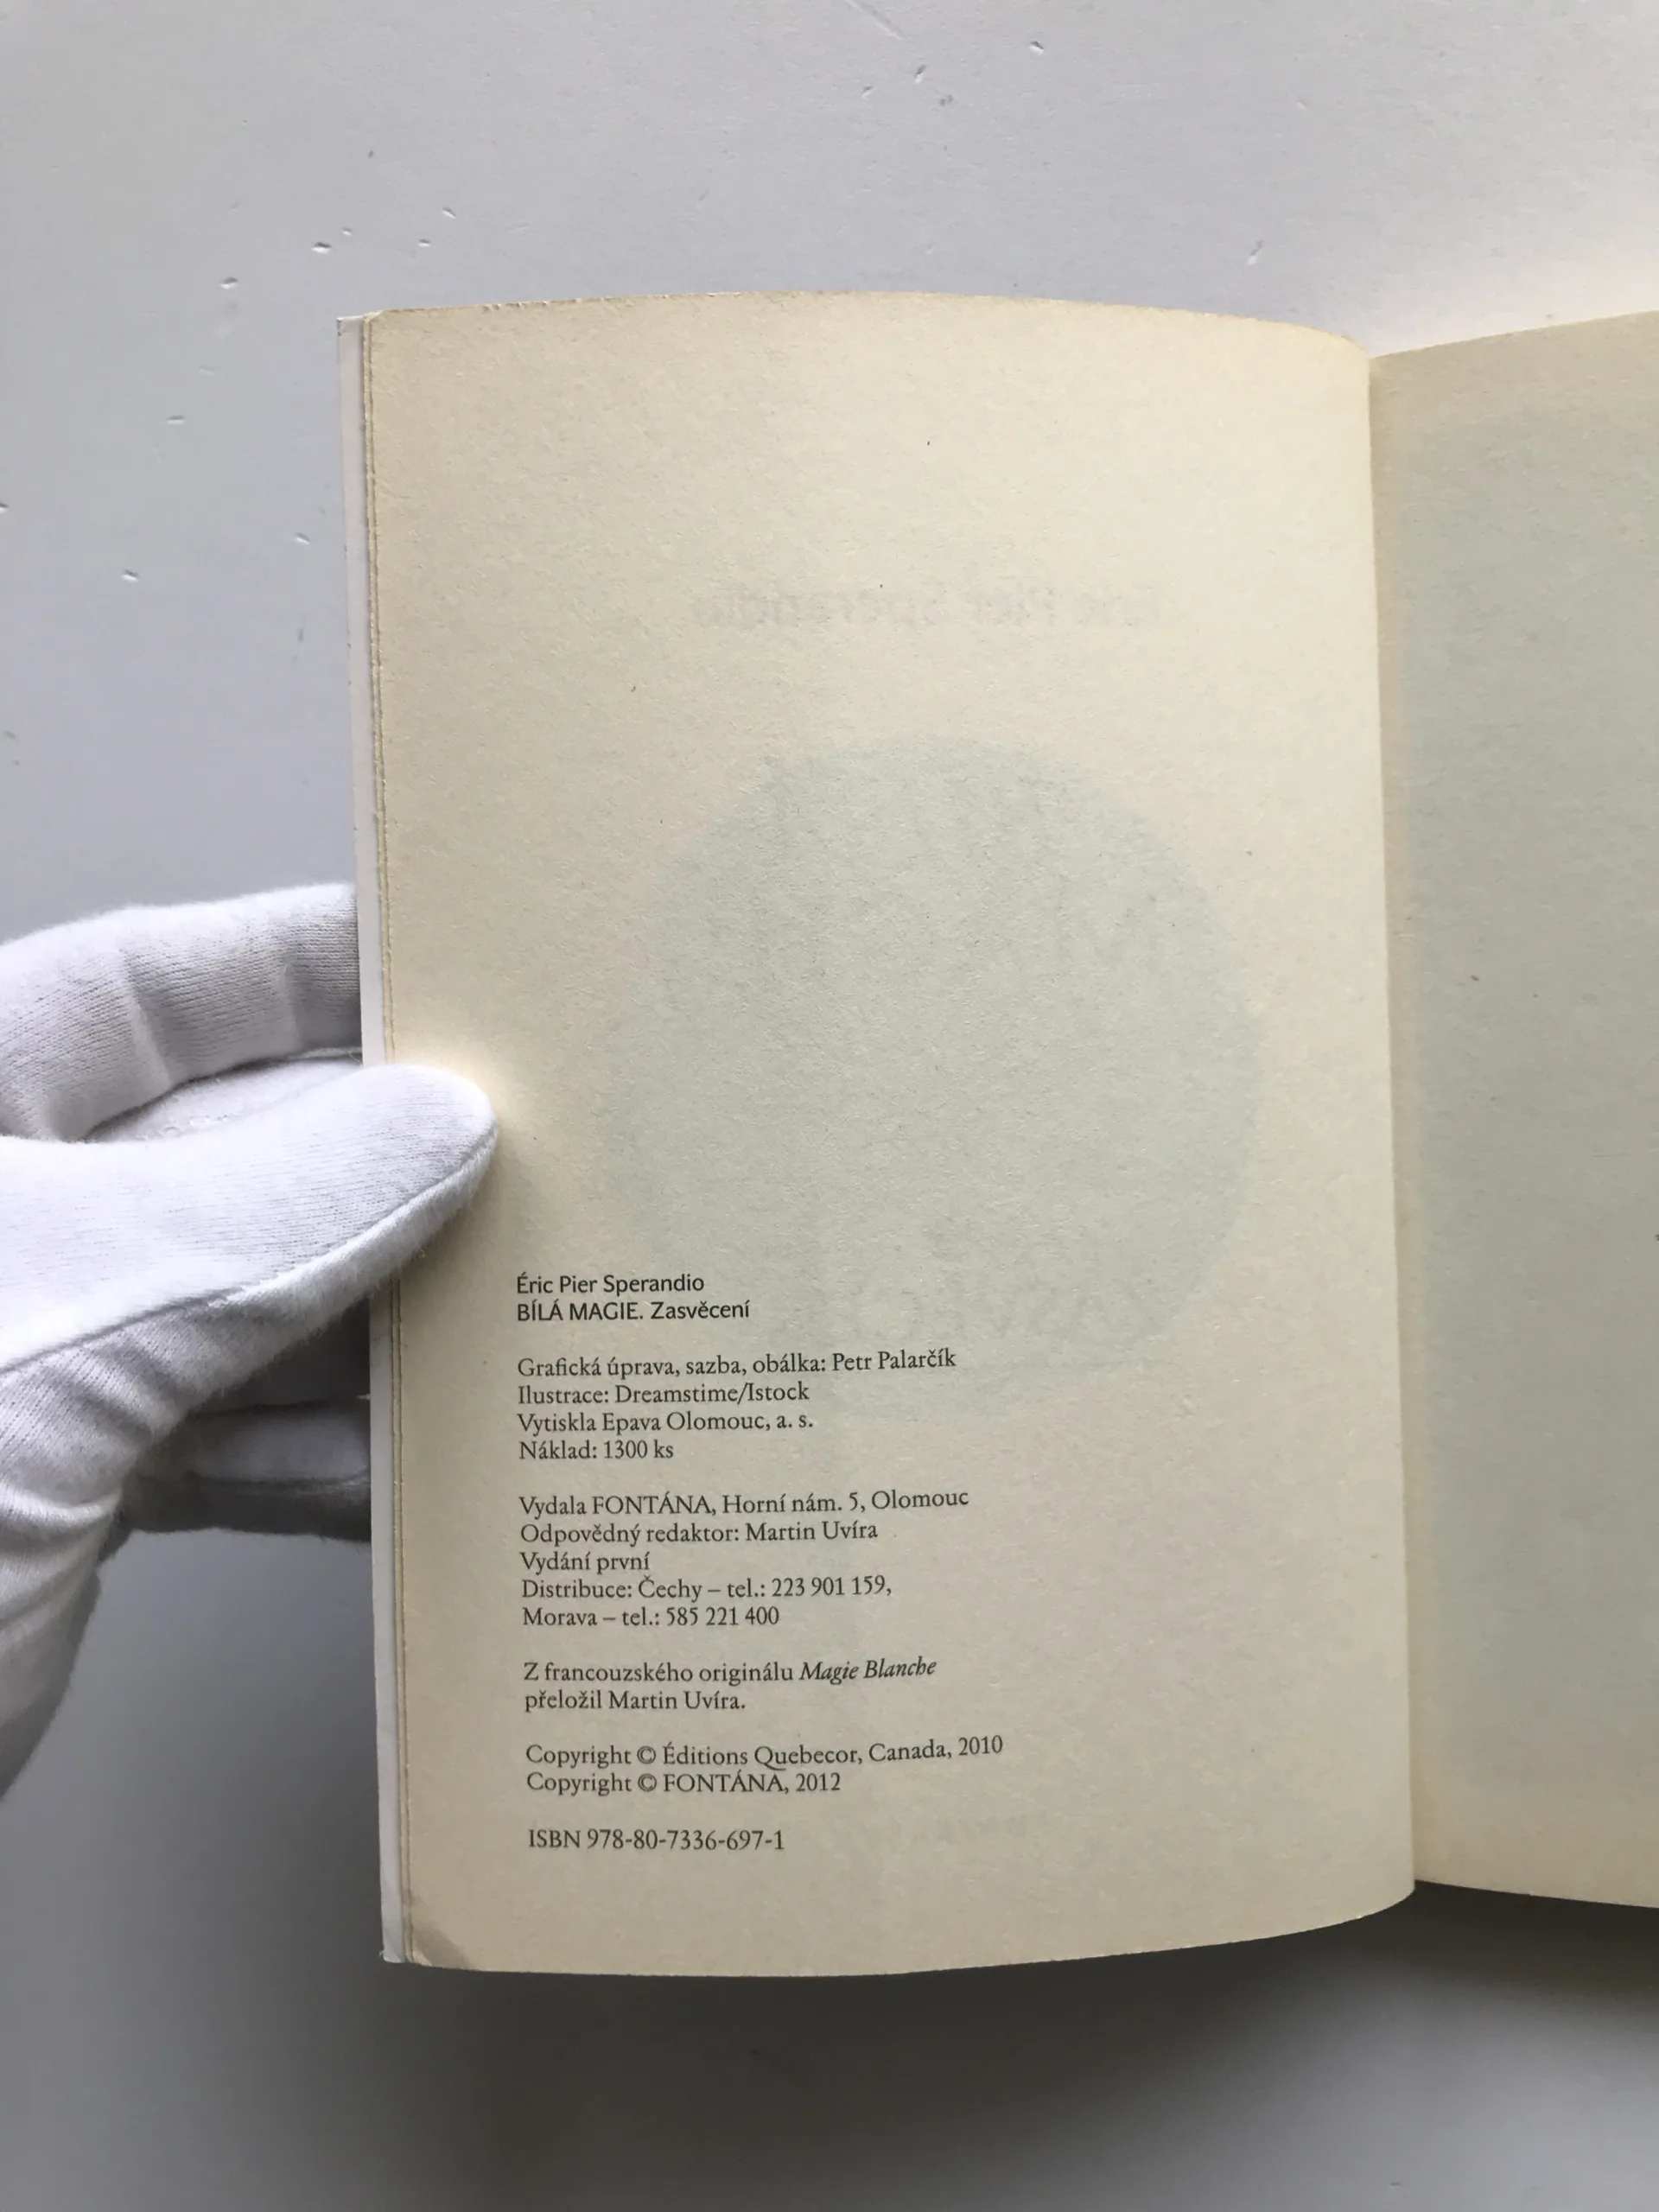 Éric Pier Sperandio
BÍLÁ MAGIE. Zasvěcení
Grafická úprava, sazba, obálka: Petr Palarčík
Ilustrace: Dreamstime/Istock
Vytiskla Epava Olomouc, a. s.
Náklad: 1300 ks
Vydala FONTÁNA, Horní nám. 5, Olomouc
Odpovědný redaktor: Martin Uvíra
Vydání první
Distribuce: Čechy – tel.: 223 901 159,
Morava – tel.: 585 221 400
Z francouzského originálu Magie Blanche
přeložil Martin Uvíra.
Copyright © Éditions Quebecor, Canada, 2010
Copyright © FONTÁNA, 2012
ISBN 978-80-7336-697-1